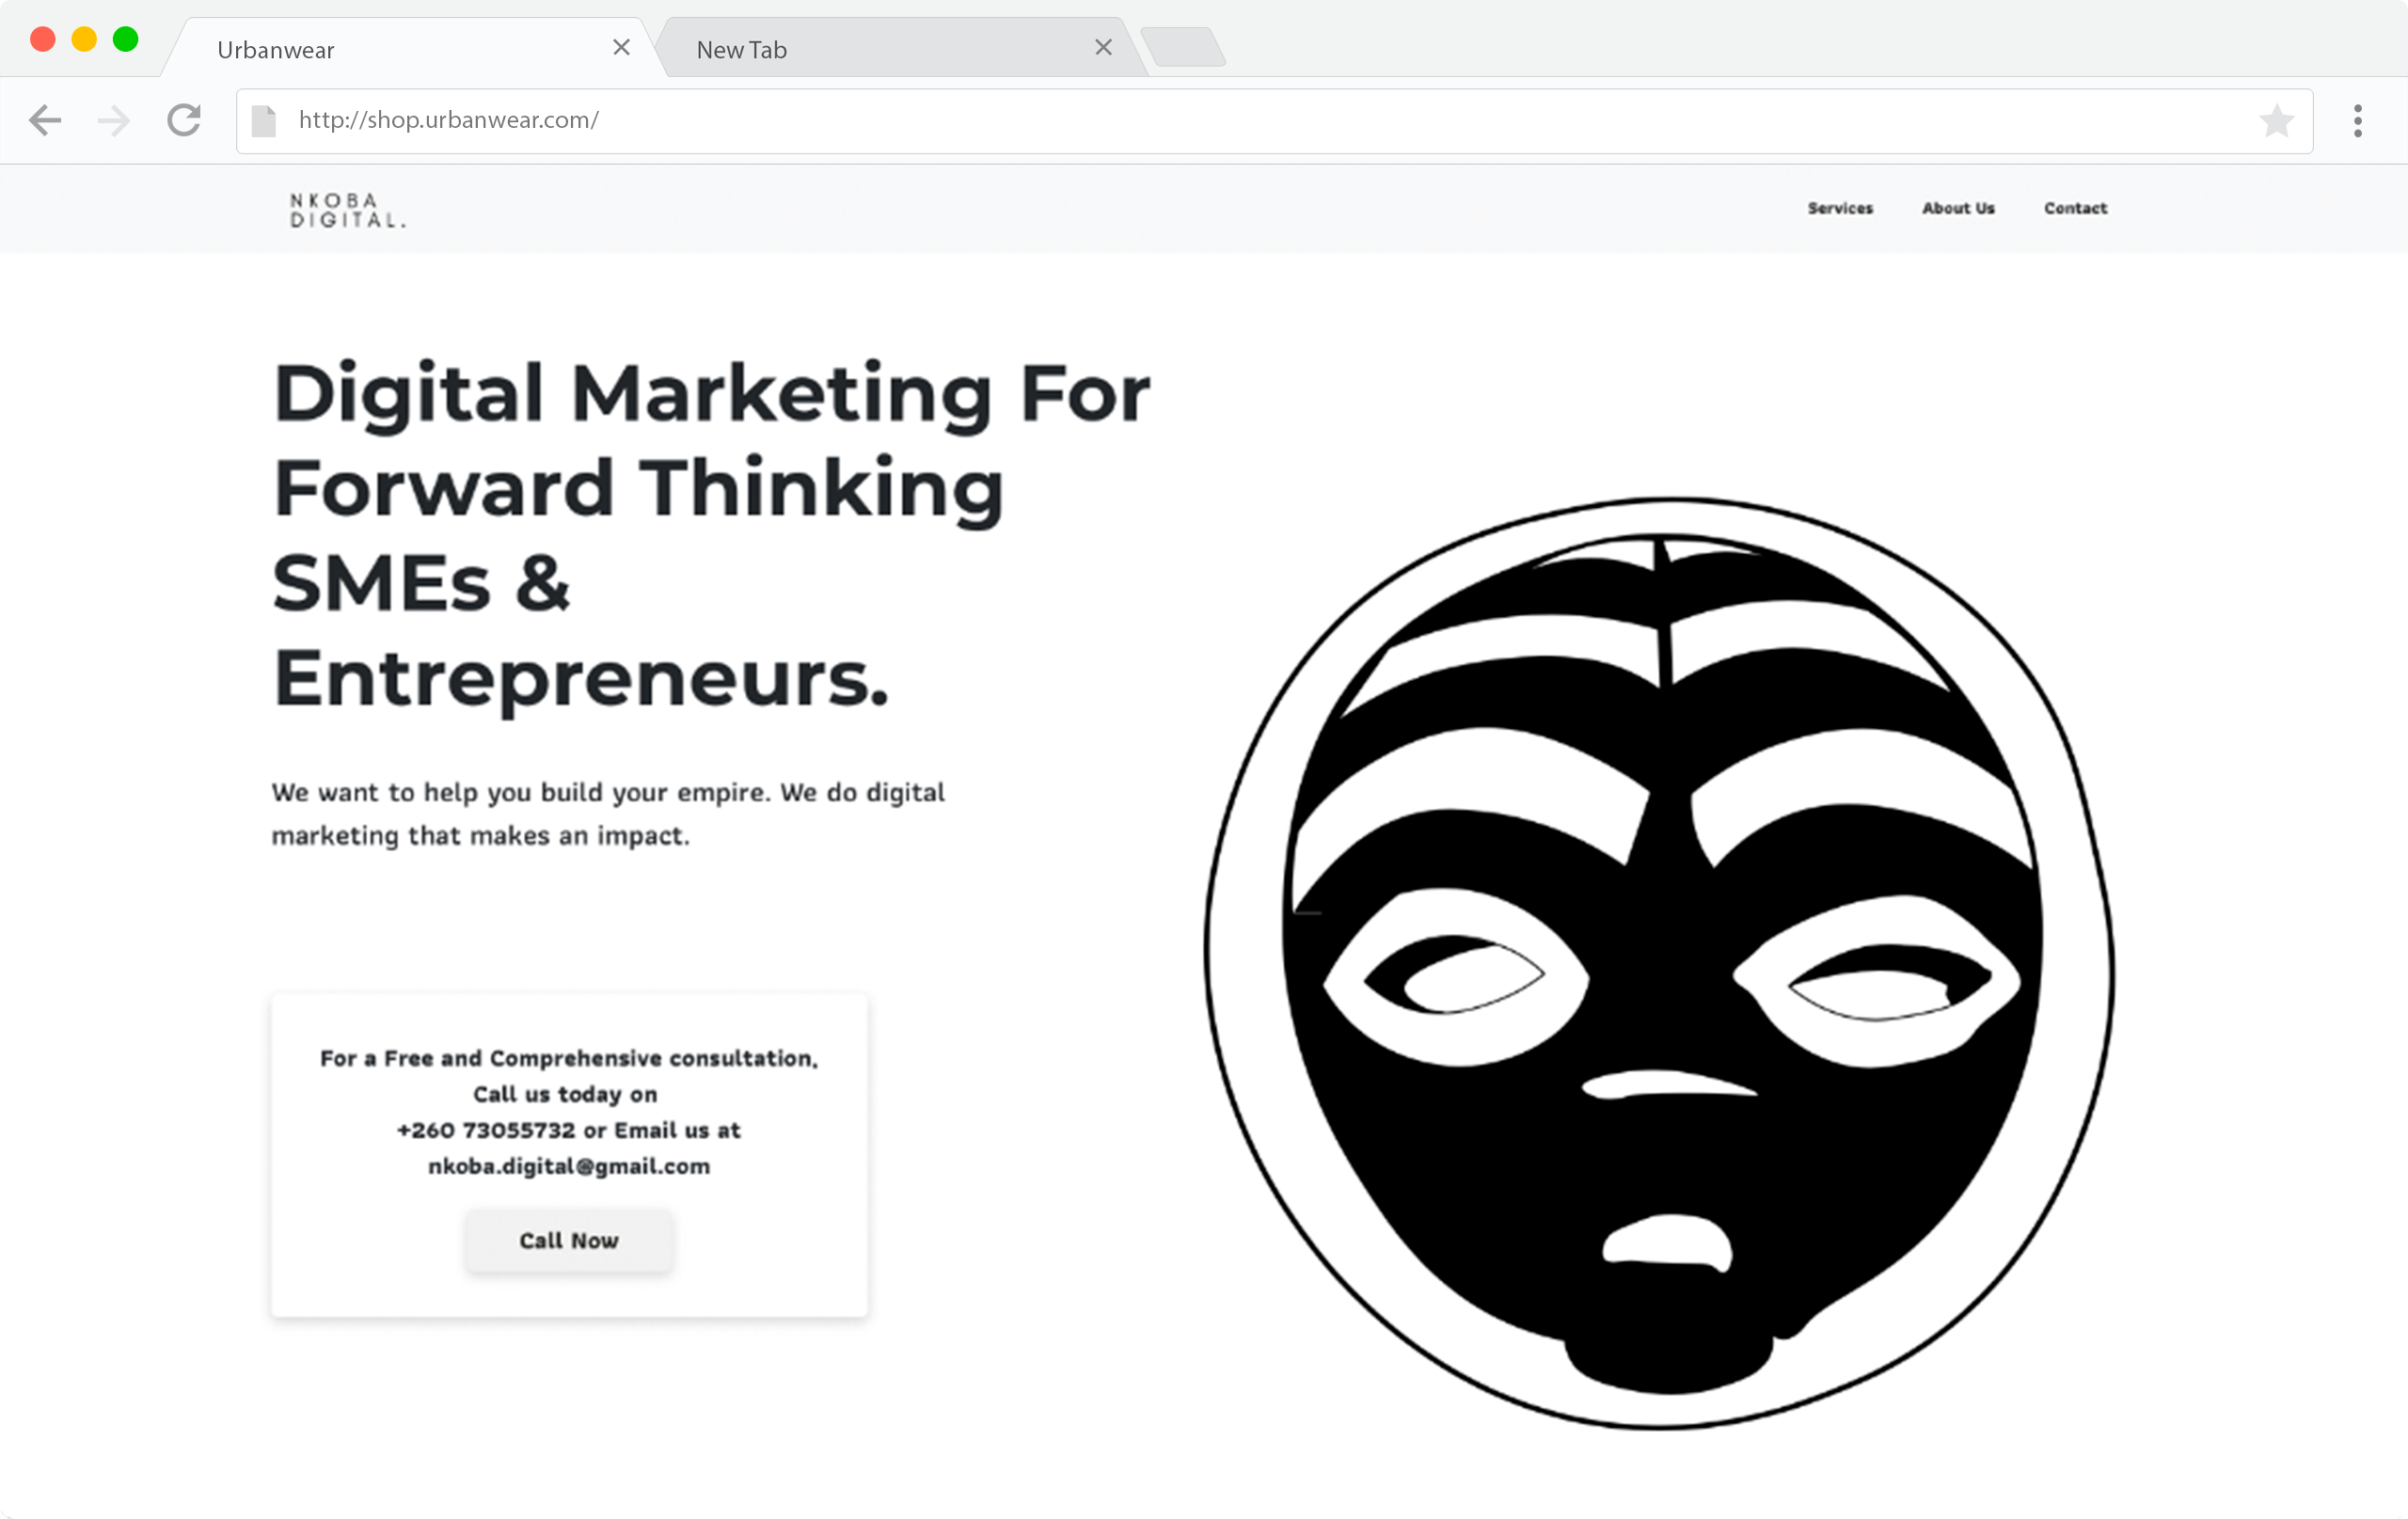 Urbanwear
New Tab
http://shop.urbanwear.com/
NKOBA
DIGITAL.
Services About Us Contact
Digital Marketing For
Forward Thinking
SMEs &
Entrepreneurs.
We want to help you build your empire. We do digital
marketing that makes an impact.
For a Free and Comprehensive consultation,
Call us today on
+260 73055732 or Email us at
nkoba.digital@gmail.com
Call Now